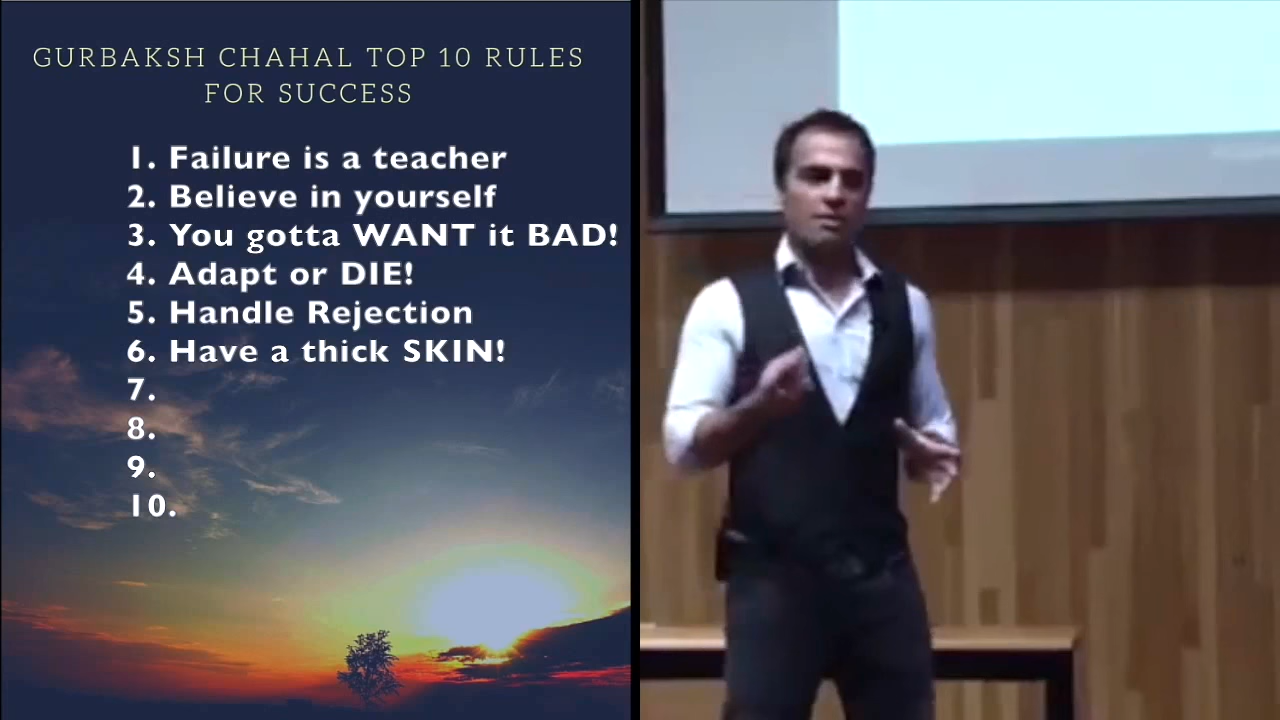 GURBAKSH CHAHAL TOP 10 RULES
FOR SUCCESS
1. Failure is a teacher
2. Believe in yourself
3. You gotta WANT it BAD!
4. Adapt or DIE!
5. Handle Rejection
6. Have a thick SKIN!
7.
8.
9.
10.